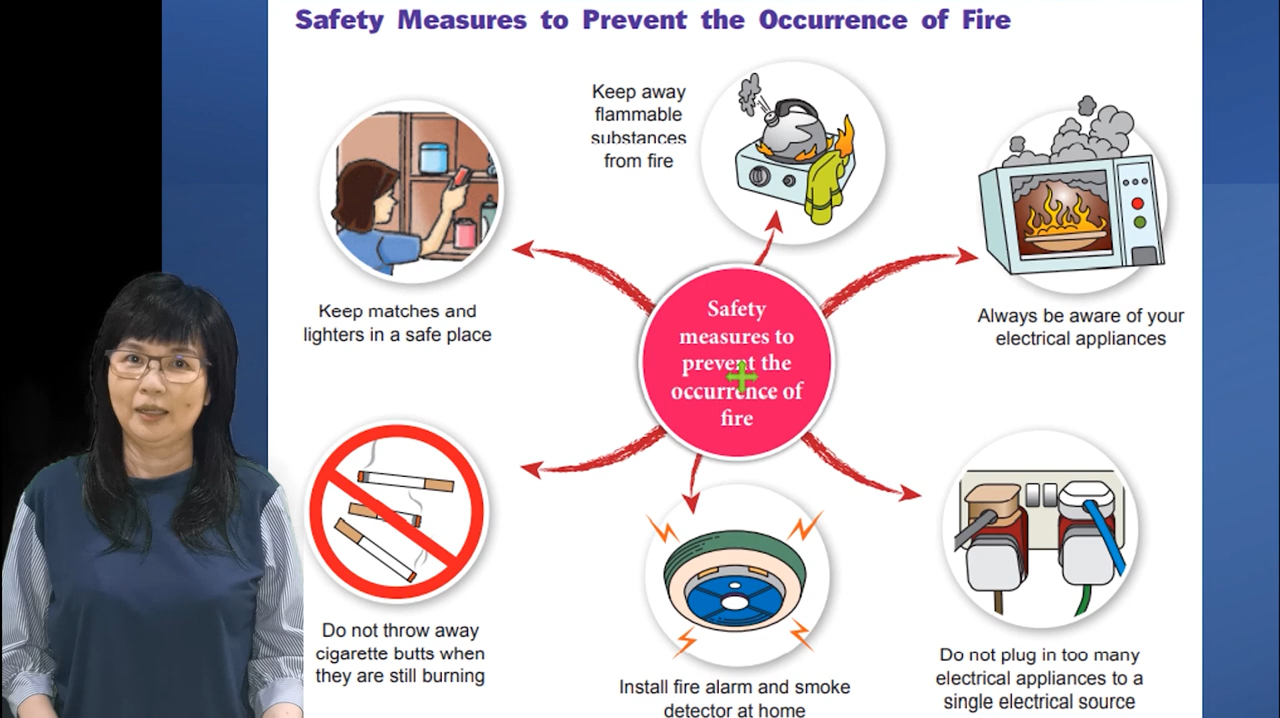 Safety Measures to Prevent the Occurrence of Fire
Keep away
flammable
substances
from fire
Keep matches and
lighters in a safe place
Always be aware of your
electrical appliances
Safety
measures to
prevent the
occurrence of
fire
Do not throw away
cigarette butts when
they are still burning
Install fire alarm and smoke
detector at home
Do not plug in too many
electrical appliances to a
single electrical source